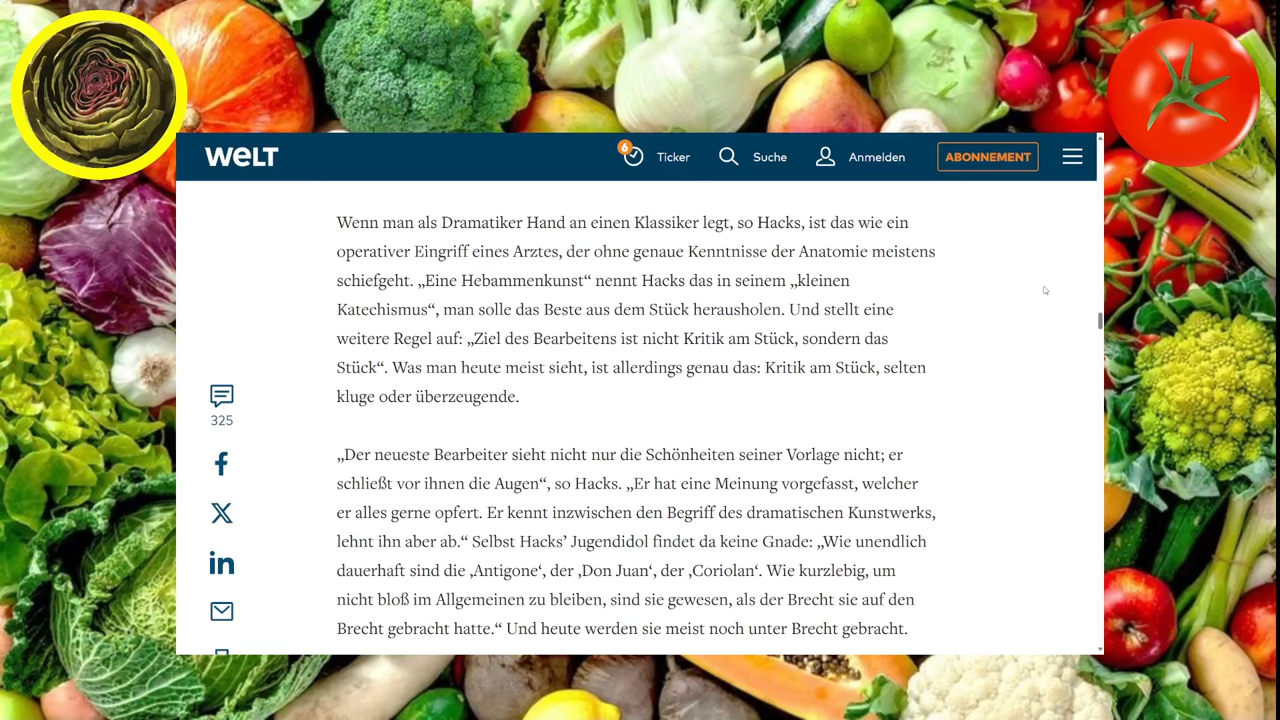 WELT
6
Ticker
Suche
Anmelden
ABONNEMENT
Wenn man als Dramatiker Hand an einen Klassiker legt, so Hacks, ist das wie ein
operativer Eingriff eines Arztes, der ohne genaue Kenntnisse der Anatomie meistens
schiefgeht. „Eine Hebammenkunst“ nennt Hacks das in seinem „kleinen
Katechismus“, man solle das Beste aus dem Stück herausholen. Und stellt eine
weitere Regel auf: „Ziel des Bearbeitens ist nicht Kritik am Stück, sondern das
Stück“. Was man heute meist sieht, ist allerdings genau das: Kritik am Stück, selten
kluge oder überzeugende.
325
„Der neueste Bearbeiter sieht nicht nur die Schönheiten seiner Vorlage nicht; er
schließt vor ihnen die Augen“, so Hacks. „Er hat eine Meinung vorgefasst, welcher
er alles gerne opfert. Er kennt inzwischen den Begriff des dramatischen Kunstwerks,
lehnt ihn aber ab.“ Selbst Hacks’ Jugendidol findet da keine Gnade: „Wie unendlich
dauerhaft sind die ‚Antigone‘, der ‚Don Juan‘, der ‚Coriolan‘. Wie kurzlebig, um
nicht bloß im Allgemeinen zu bleiben, sind sie gewesen, als der Brecht sie auf den
Brecht gebracht hatte.“ Und heute werden sie meist noch unter Brecht gebracht.